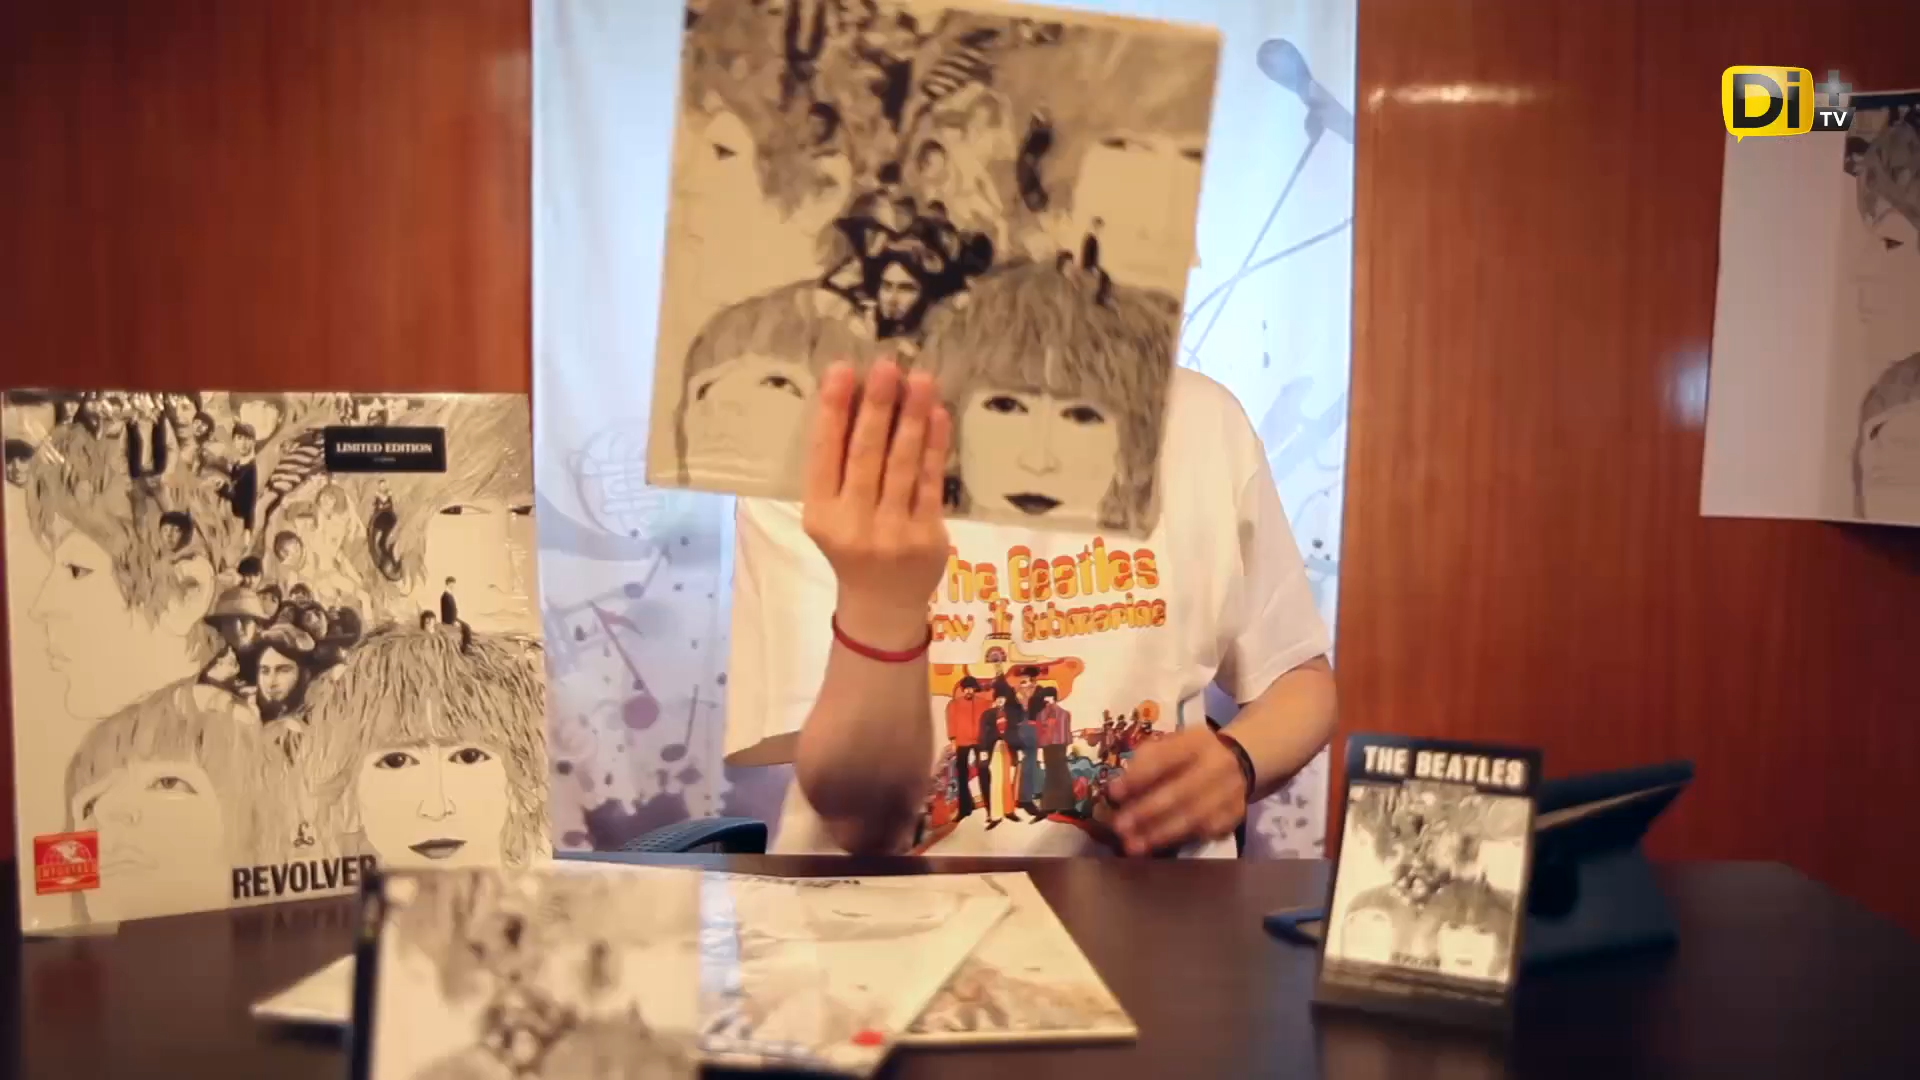 Di+
TV
LIMITED EDITION
The Beatles
Submarine
THE BEATLES
REVOLVER